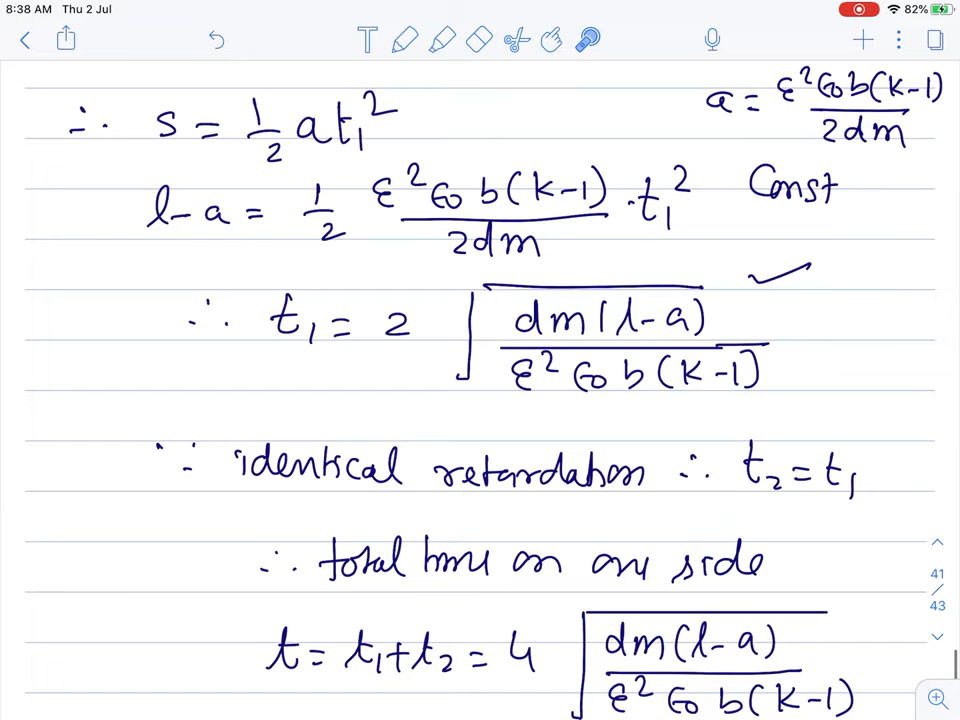 8:38 AM Thu 2 Jul 82%
T
a = ε²ϵ₀b(k-1)/2dm
∴ s = 1/2 at₁²
l-a = 1/2 ε²ϵ₀b(k-1)/2dm · t₁² Const
∴ t₁ = 2 √(dm(l-a)/ε²ϵ₀b(k-1)) ✓
∵ identical retardation ∴ t₂ = t₁
41
/
43
∴ total time on one side
t = t₁+t₂ = 4 √(dm(l-a)/ε²ϵ₀b(k-1))